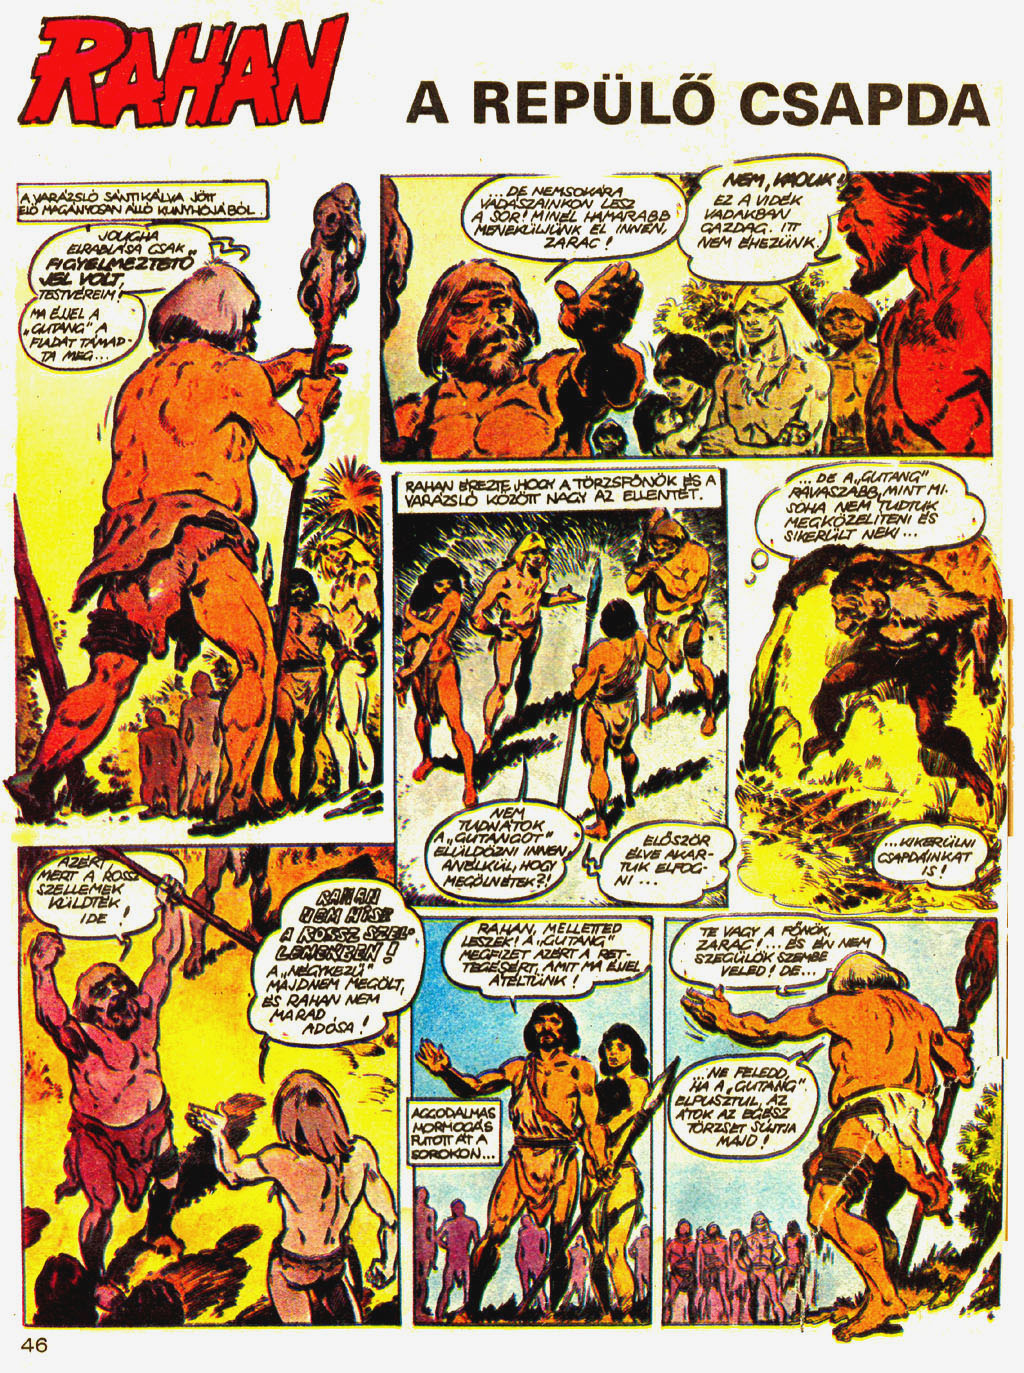 RAHAN
A REPÜLŐ CSAPDA
A VARÁZSLÓ SÁNTIKÁLVA JÖTT
ELŐ MAGÁNYOSAN ÁLLÓ KUNYHÓJÁBÓL.
JOUGHA
ELRABLÁSA CSAK
FIGYELMEZTETŐ
JEL VOLT,
TESTVÉREIM!
MA ÉJJEL A
„GUTANG" A
FIADAT TÁMAD-
TA MEG...
...DE NEMSOKÁRA
VADÁSZAINKON LESZ
A SOR! MINÉL HAMARABB
MENEKÜLJÜNK EL INNEN,
ZARAC!
NEM, KAOUK!
EZ A VIDÉK
VADAKBAN
GAZDAG. ITT
NEM ÉHEZÜNK.
RAHAN ÉREZTE, HOGY A TÖRZSFŐNÖK ÉS A
VARÁZSLÓ KÖZÖTT NAGY AZ ELLENTÉT.
NEM
TUDNÁTOK
A „GUTANGOT"
ELÜLDÖZNI INNEN,
ANÉLKÜL, HOGY
MEGÖLNÉTEK?!
ELŐSZÖR
ÉLVE AKAR-
TUK ELFOG-
NI...
...DE A „GUTANG"
RAVASZABB, MINT MI.
SOHA NEM TUDTUK
MEGKÖZELÍTENI ÉS
SIKERÜLT NEKI...
...KIKERÜLNI
CSAPDÁINKAT
IS!
AZÉRT,
MERT A ROSSZ
SZELLEMEK
KÜLDTÉK
IDE!
RAHAN
NEM HISZ
A ROSSZ SZEL-
LEMEKBEN!
A „NÉGYKEZŰ"
MAJDNEM MEGÖLT,
ÉS RAHAN NEM
MARAD
ADÓSA!
RAHAN, MELLETTED
LESZEK! A „GUTANG"
MEGFIZET AZÉRT A RET-
TEGÉSÉRT, AMIT MA ÉJJEL
ÁTÉLTÜNK!
AGGODALMAS
MORMOGÁS
FUTOTT ÁT A
SOROKON...
TE VAGY A FŐNÖK,
ZARAC!... ÉS ÉN NEM
SZEGÜLÖK SZEMBE
VELED! DE...
...NE FELEDD,
HA A „GUTANG"
ELPUSZTUL, AZ
ÁTOK AZ EGÉSZ
TÖRZSET SÚJTJA
MAJD!
46